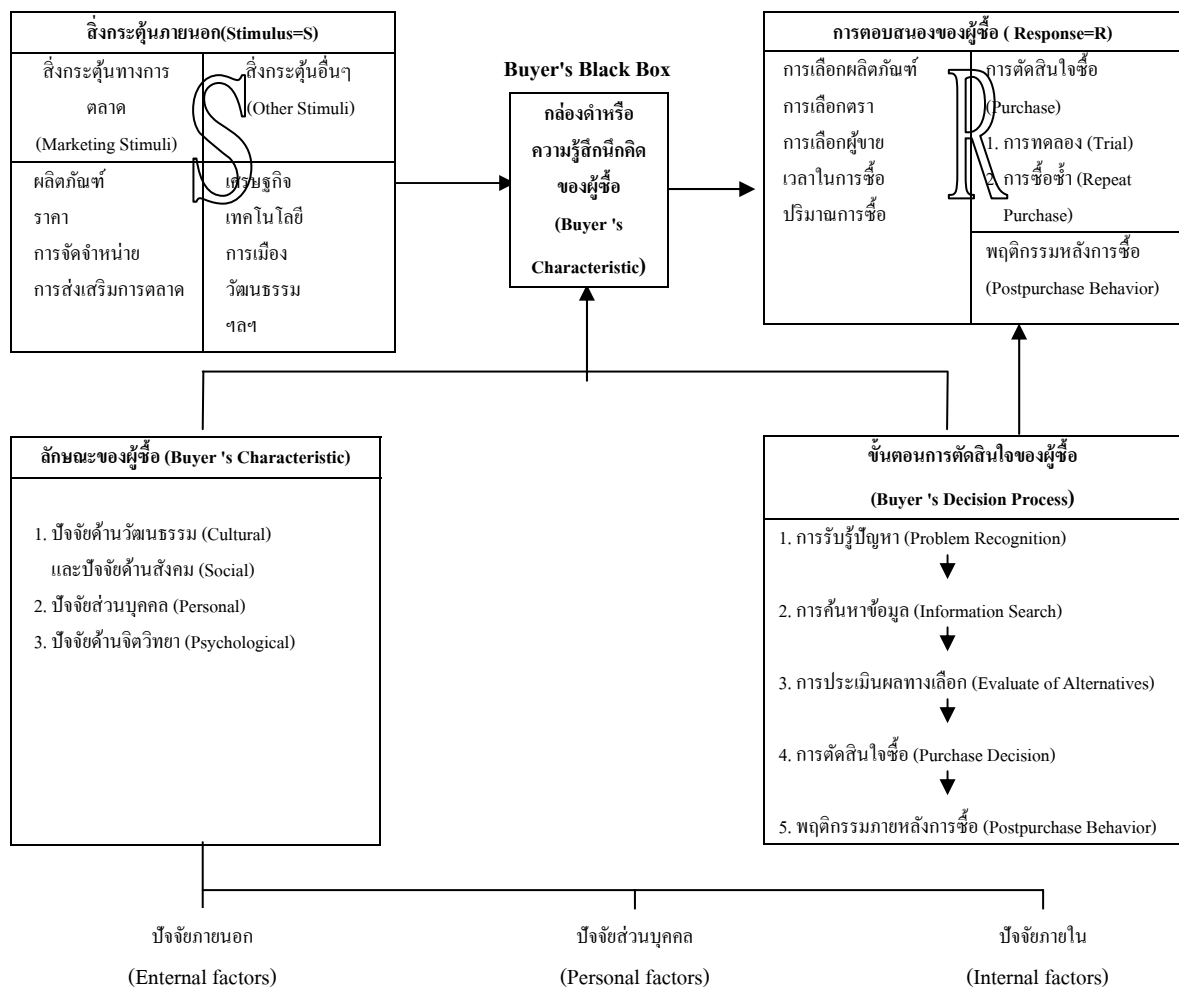 สิ่งกระตุ้นภายนอก(Stimulus=S)
สิ่งกระตุ้นทางการ
ตลาด
(Marketing Stimuli)
สิ่งกระตุ้นอื่นๆ
(Other Stimuli)
S
ผลิตภัณฑ์
ราคา
การจัดจำหน่าย
การส่งเสริมการตลาด
เศรษฐกิจ
เทคโนโลยี
การเมือง
วัฒนธรรม
ฯลฯ
Buyer's Black Box
กล่องดำหรือ
ความรู้สึกนึกคิด
ของผู้ซื้อ
(Buyer 's
Characteristic)
การตอบสนองของผู้ซื้อ ( Response=R)
การเลือกผลิตภัณฑ์
การเลือกตรา
การเลือกผู้ขาย
เวลาในการซื้อ
ปริมาณการซื้อ
R
การตัดสินใจซื้อ
(Purchase)
1. การทดลอง (Trial)
2. การซื้อซ้ำ (Repeat
Purchase)
พฤติกรรมหลังการซื้อ
(Postpurchase Behavior)
ลักษณะของผู้ซื้อ (Buyer 's Characteristic)
1. ปัจจัยด้านวัฒนธรรม (Cultural)
และปัจจัยด้านสังคม (Social)
2. ปัจจัยส่วนบุคคล (Personal)
3. ปัจจัยด้านจิตวิทยา (Psychological)
ขั้นตอนการตัดสินใจของผู้ซื้อ
(Buyer 's Decision Process)
1. การรับรู้ปัญหา (Problem Recognition)
2. การค้นหาข้อมูล (Information Search)
3. การประเมินผลทางเลือก (Evaluate of Alternatives)
4. การตัดสินใจซื้อ (Purchase Decision)
5. พฤติกรรมภายหลังการซื้อ (Postpurchase Behavior)
ปัจจัยภายนอก
(Enternal factors)
ปัจจัยส่วนบุคคล
(Personal factors)
ปัจจัยภายใน
(Internal factors)